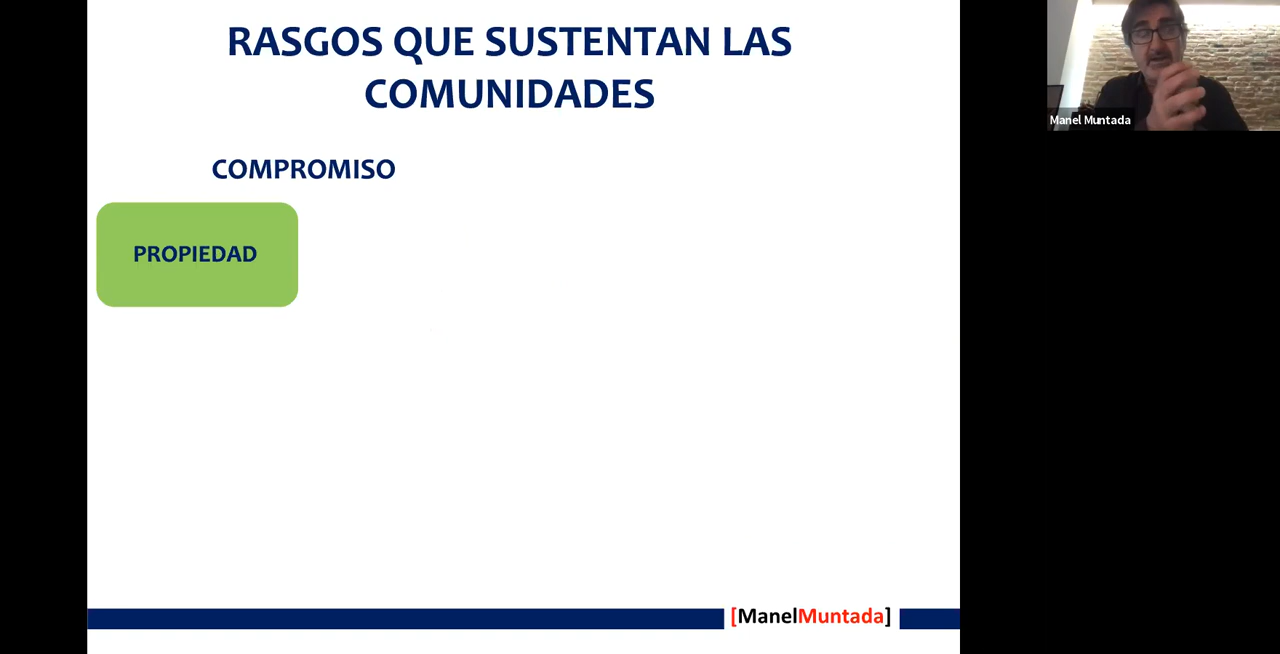 RASGOS QUE SUSTENTAN LAS
COMUNIDADES
Manel Muntada
COMPROMISO
PROPIEDAD
[ManelMuntada]